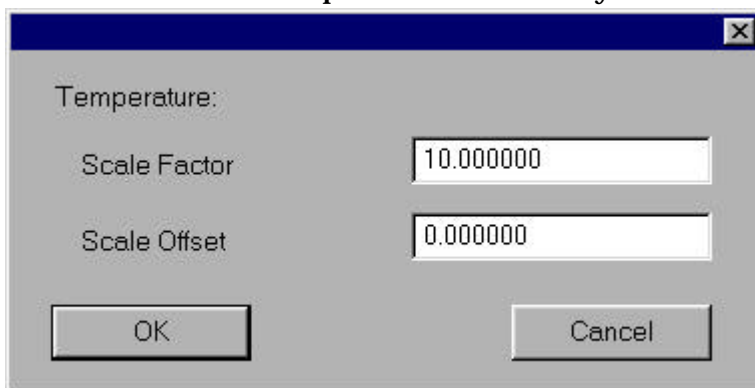 Temperature:
Scale Factor 10.000000
Scale Offset 0.000000
OK Cancel